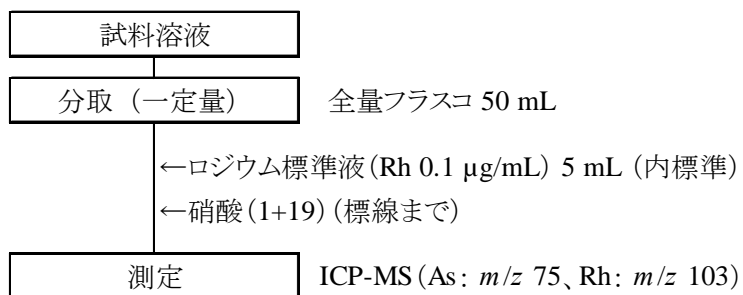 試料溶液
分取（一定量） 全量フラスコ 50 mL
←ロジウム標準液（Rh 0.1 µg/mL） 5 mL （内標準）
←硝酸（1+19）（標線まで）
測定 ICP-MS（As： m/z 75、Rh： m/z 103）